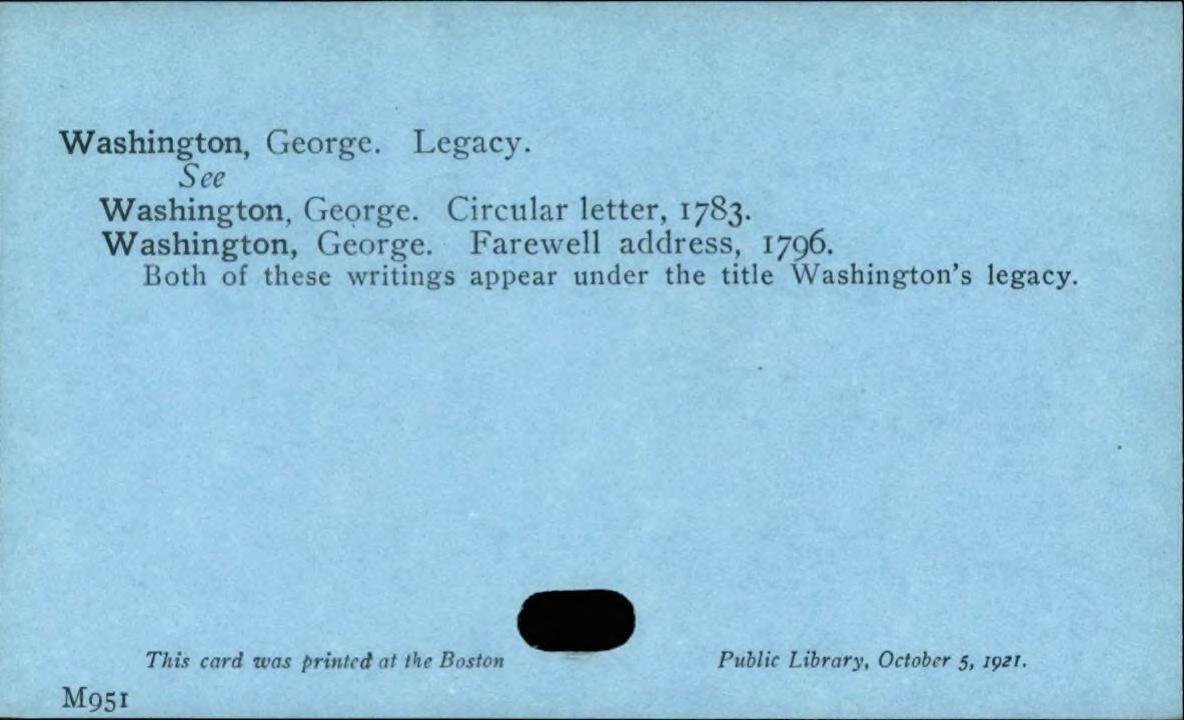 Washington, George. Legacy.
See
Washington, George. Circular letter, 1783.
Washington, George. Farewell address, 1796.
Both of these writings appear under the title Washington's legacy.
This card was printed at the Boston Public Library, October 5, 1921.
M951